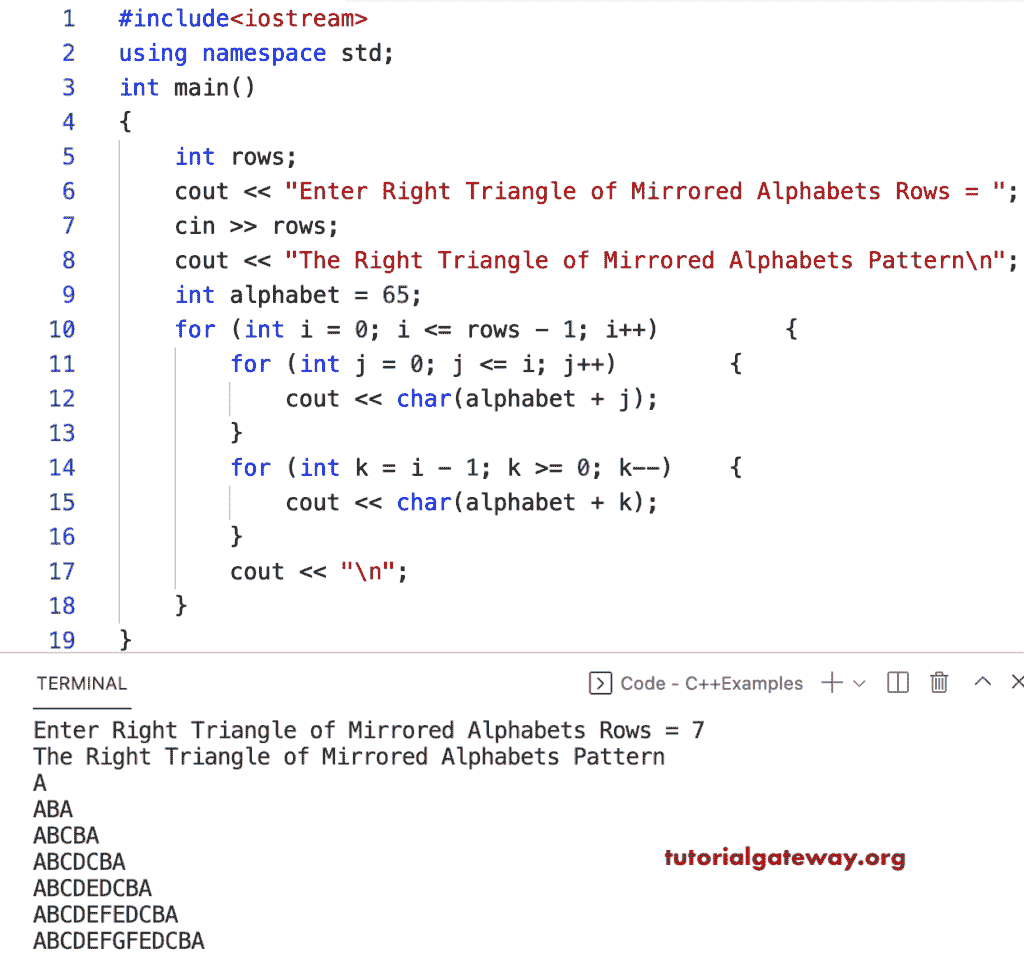 1 #include<iostream>
2 using namespace std;
3 int main()
4 {
5 int rows;
6 cout << "Enter Right Triangle of Mirrored Alphabets Rows = ";
7 cin >> rows;
8 cout << "The Right Triangle of Mirrored Alphabets Pattern\n";
9 int alphabet = 65;
10 for (int i = 0; i <= rows - 1; i++) {
11 for (int j = 0; j <= i; j++) {
12 cout << char(alphabet + j);
13 }
14 for (int k = i - 1; k >= 0; k--) {
15 cout << char(alphabet + k);
16 }
17 cout << "\n";
18 }
19 }
TERMINAL Code - C++Examples
Enter Right Triangle of Mirrored Alphabets Rows = 7
The Right Triangle of Mirrored Alphabets Pattern
A
ABA
ABCBA
ABCDCBA
tutorialgateway.org
ABCDEDCBA
ABCDEFEDCBA
ABCDEFGFEDCBA